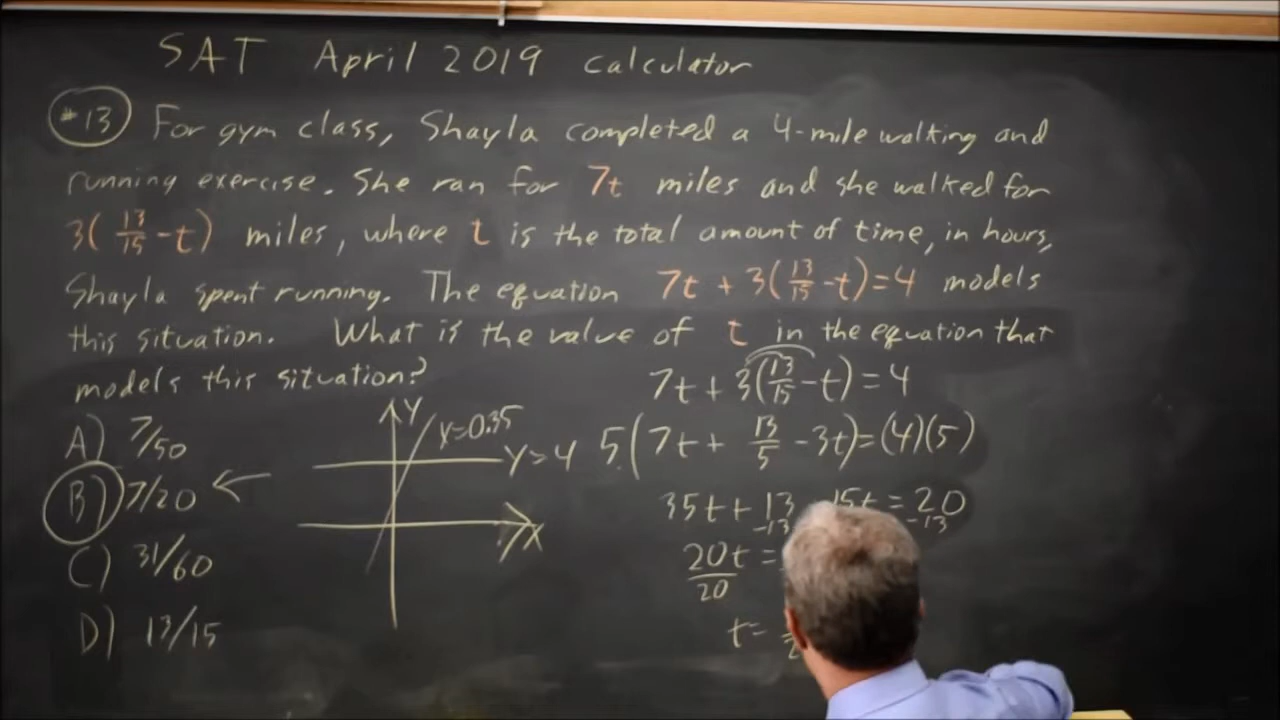 SAT April 2019 calculator
#13 For gym class, Shayla completed a 4-mile walking and
running exercise. She ran for 7t miles and she walked for
3(13/15-t) miles, where t is the total amount of time, in hours,
Shayla spent running. The equation 7t + 3(13/15-t)=4 models
this situation. What is the value of t in the equation that
models this situation?
7t + 3(13/15-t)=4
A) 7/50
B) 7/20
C) 31/60
D) 13/15
Y
X=0.35
Y=4
X
5(7t + 13/5 -3t)=(4)(5)
35t+13 15t=20
-13 -13
20t =
20
t=